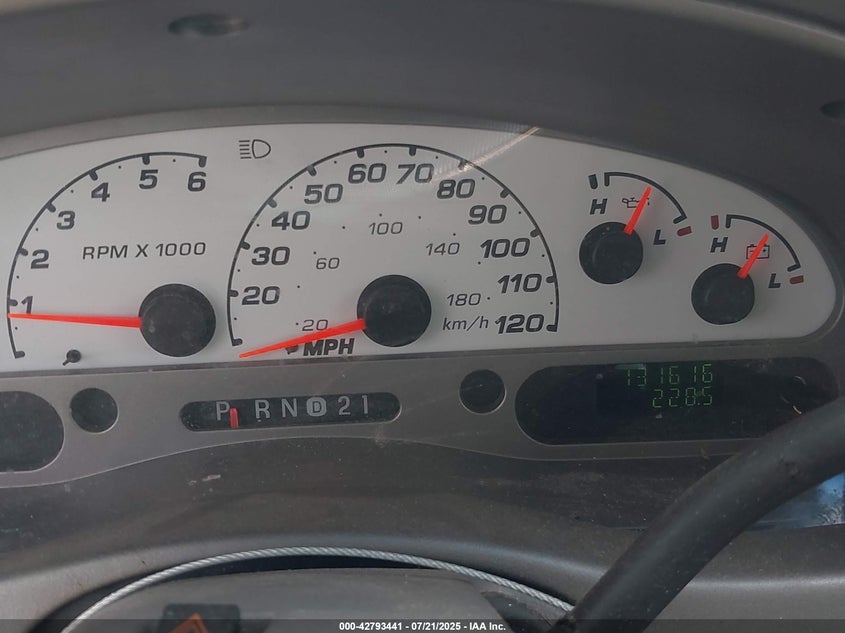 1 2 3 4 5 6
RPM X 1000
20 30 40 50 60 70 80 90 100 110 120
20 60 100 140 180
km/h
MPH
H L
H L
P R N D 2 1
131616
228.5
000-42793441 - 07/21/2025 - IAA Inc.